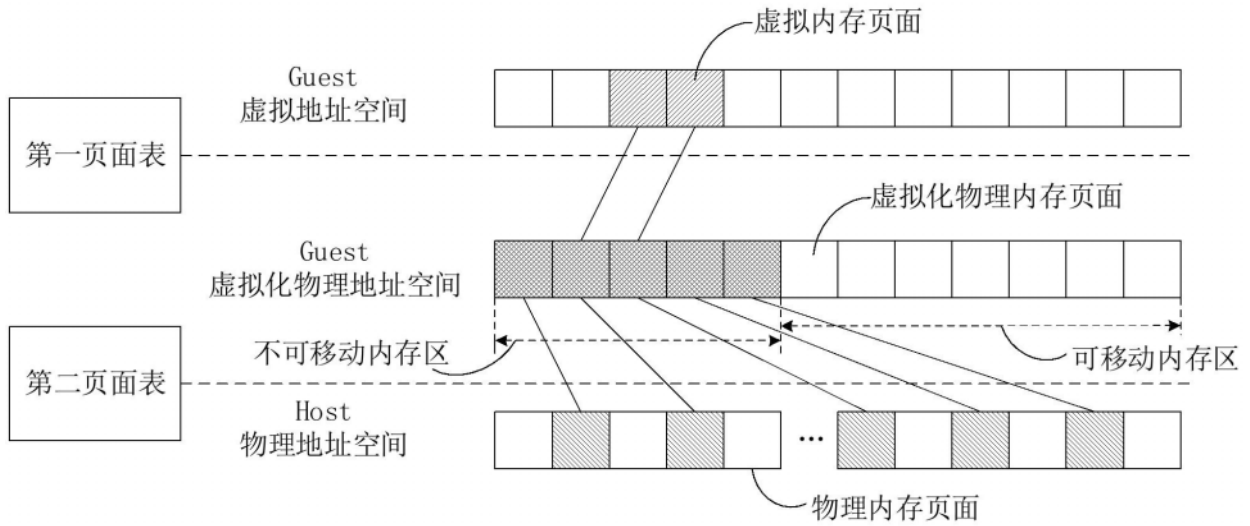 虚拟内存页面
Guest
虚拟地址空间
第一页面表
虚拟化物理内存页面
Guest
虚拟化物理地址空间
不可移动内存区
可移动内存区
第二页面表
Host
物理地址空间
...
物理内存页面